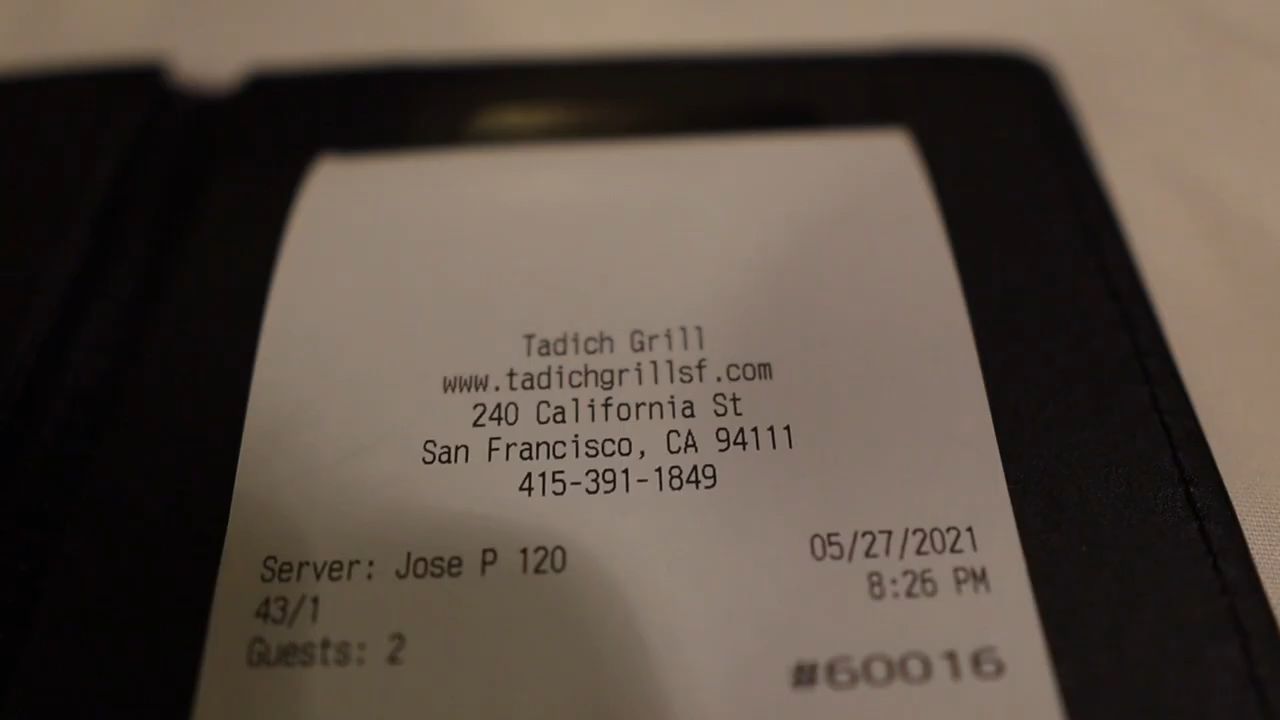 Tadich Grill
www.tadichgrillsf.com
240 California St
San Francisco, CA 94111
415-391-1849
Server: Jose P 120
05/27/2021
43/1
8:26 PM
Guests: 2
#60016